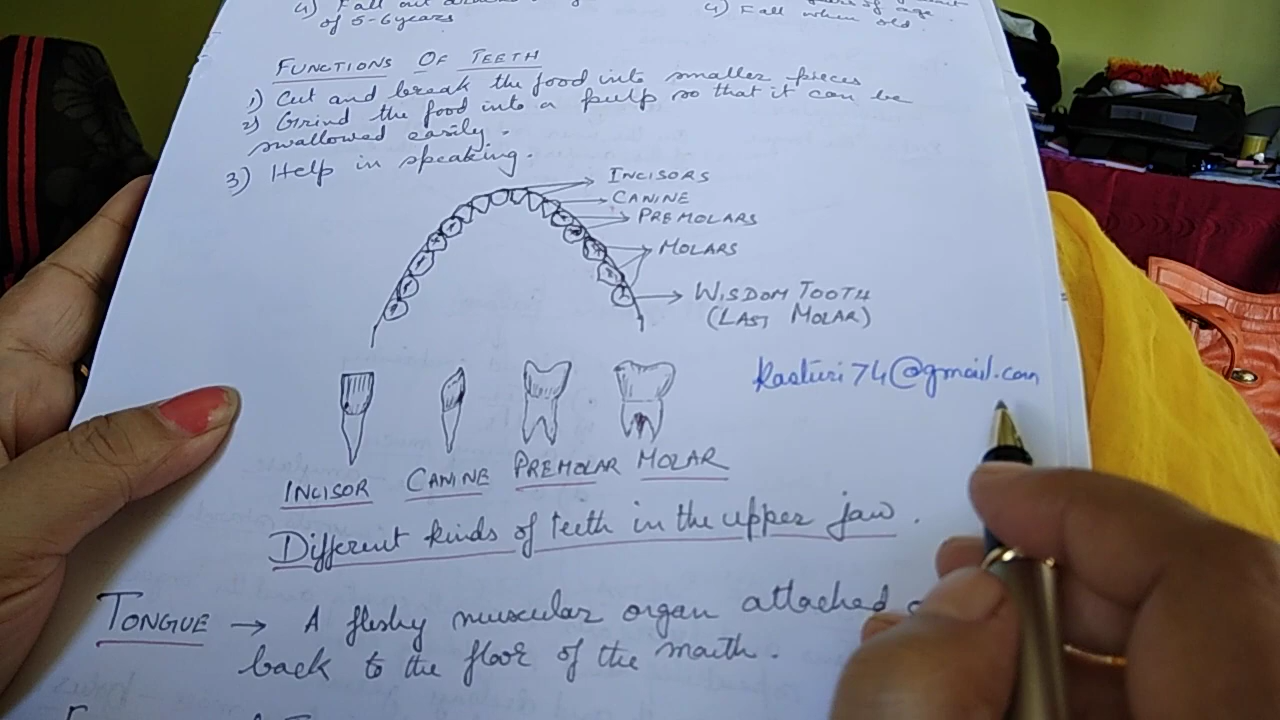 4) Fall out
of 5-6 years
4) Fall when old.
FUNCTIONS OF TEETH
1) Cut and break the food into smaller pieces
2) Grind the food into a pulp so that it can be
swallowed easily.
3) Help in speaking.
INCISORS
CANINE
PREMOLARS
MOLARS
WISDOM TOOTH
(LAST MOLAR)
kasturi74@gmail.com
INCISOR CANINE PREMOLAR MOLAR
Different kinds of teeth in the upper jaw.
TONGUE → A fleshy muscular organ attached
back to the floor of the mouth.